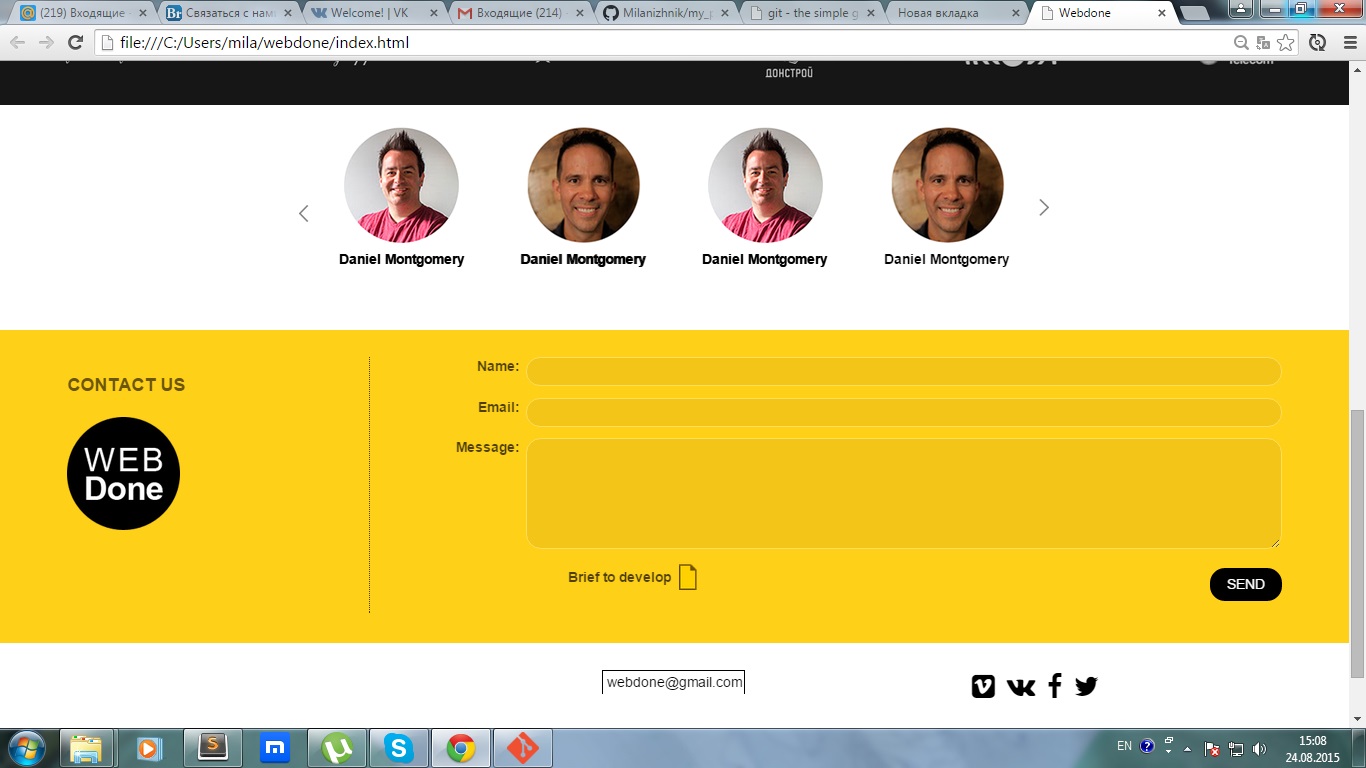 (219) Входящие -
Связаться с нам
Welcome! | VK
Входящие (214)
Milanizhnik/my_p
git - the simple g
Новая вкладка
Webdone
file:///C:/Users/mila/webdone/index.html
ДОНСТРОЙ
Telecom
Daniel Montgomery
Daniel Montgomery
Daniel Montgomery
Daniel Montgomery
CONTACT US
WEB
Done
Name:
Email:
Message:
Brief to develop
SEND
webdone@gmail.com
EN
15:08
24.08.2015